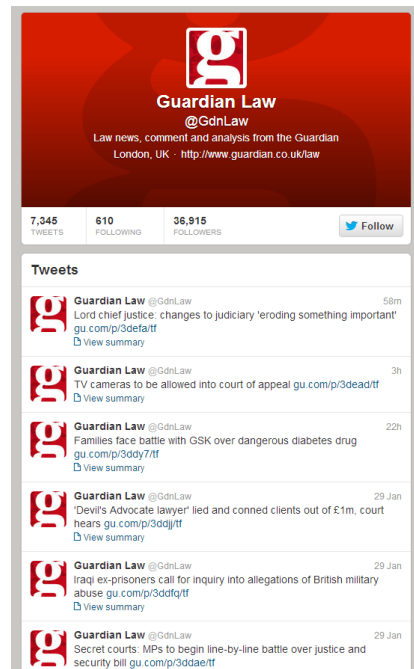 g
Guardian Law
@GdnLaw
Law news, comment and analysis from the Guardian
London, UK · http://www.guardian.co.uk/law
7,345 610 36,915
TWEETS FOLLOWING FOLLOWERS
Follow
Tweets
g
Guardian Law @GdnLaw 58m
Lord chief justice: changes to judiciary 'eroding something important'
gu.com/p/3defa/tf
View summary
g
Guardian Law @GdnLaw 3h
TV cameras to be allowed into court of appeal gu.com/p/3dead/tf
View summary
g
Guardian Law @GdnLaw 22h
Families face battle with GSK over dangerous diabetes drug
gu.com/p/3ddy7/tf
View summary
g
Guardian Law @GdnLaw 29 Jan
'Devil's Advocate lawyer' lied and conned clients out of £1m, court
hears gu.com/p/3ddjj/tf
View summary
g
Guardian Law @GdnLaw 29 Jan
Iraqi ex-prisoners call for inquiry into allegations of British military
abuse gu.com/p/3ddfq/tf
View summary
g
Guardian Law @GdnLaw 29 Jan
Secret courts: MPs to begin line-by-line battle over justice and
security bill gu.com/p/3ddae/tf